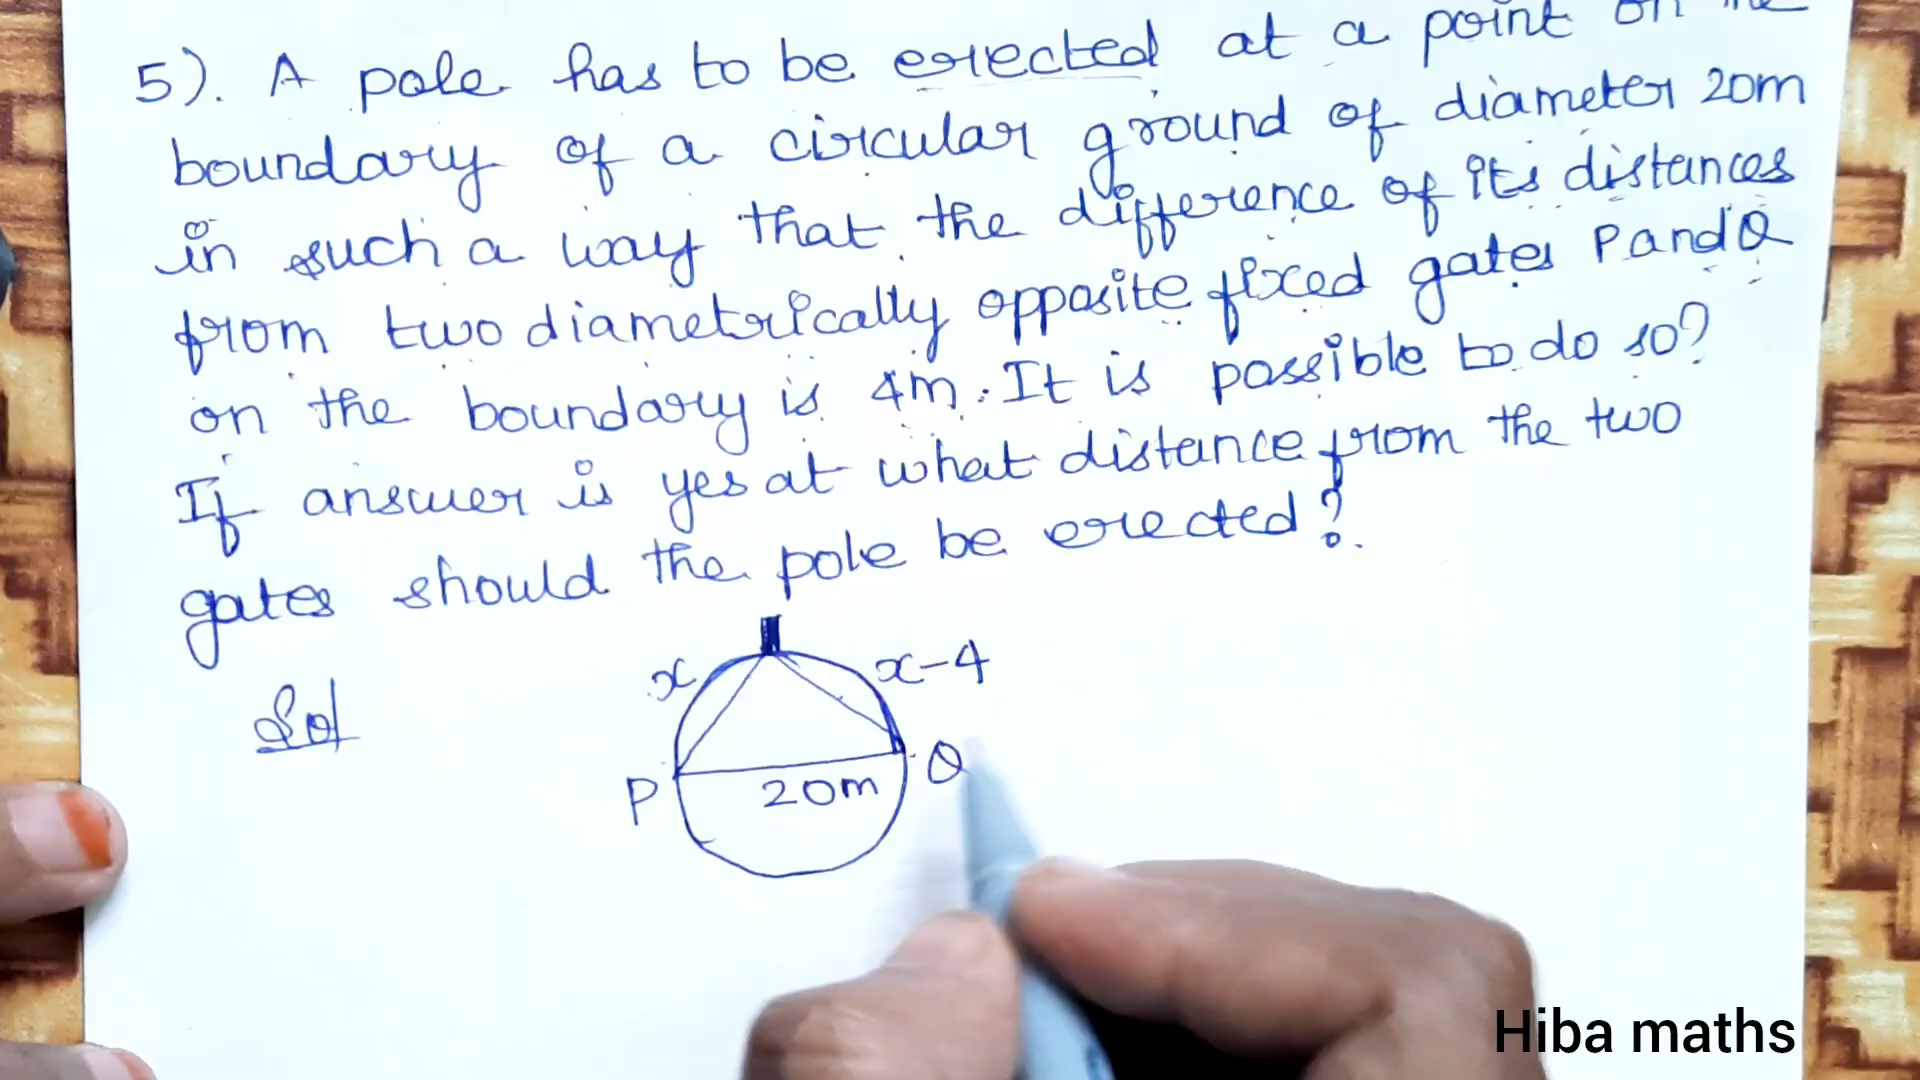 5). A pole has to be erected at a point on the
boundary of a circular ground of diameter 20m
in such a way that the difference of its distances
from two diametrically opposite fixed gates P and Q
on the boundary is 4m. It is possible to do so?
If answer is yes at what distance from the two
gates should the pole be erected?
Sol
x
x-4
P
20m
Q
Hiba maths